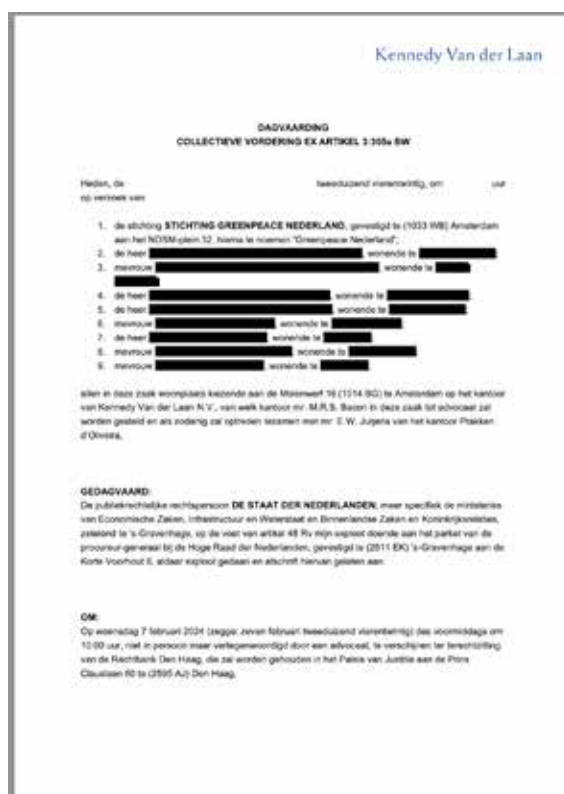 Kennedy Van der Laan
DAGVAARDING
COLLECTIEVE VORDERING EX ARTIKEL 3:305a BW
Heden, de tweeduizend vierentwintig, om uur
op verzoek van:
1. de stichting STICHTING GREENPEACE NEDERLAND, gevestigd te (1033 WB) Amsterdam
aan het NDSM-plein 32, hierna te noemen "Greenpeace Nederland";
2. de heer , wonende te
3. mevrouw , wonende te
4. de heer , wonende te
5. de heer , wonende te
6. mevrouw , wonende te
7. de heer , wonende te
8. mevrouw , wonende te
9. mevrouw , wonende te
allen in deze zaak woonplaats kiezende aan de Molenwerf 16 (1014 BG) te Amsterdam op het kantoor
van Kennedy Van der Laan N.V., van welk kantoor mr. M.R.S. Bacon in deze zaak tot advocaat zal
worden gesteld en als zodanig zal optreden tezamen met mr. E.W. Jurjens van het kantoor Prakken
d'Oliveira,
GEDAGVAARD:
De publiekrechtelijke rechtspersoon DE STAAT DER NEDERLANDEN, meer specifiek de ministeries
van Economische Zaken, Infrastructuur en Waterstaat en Binnenlandse Zaken en Koninkrijksrelaties,
zetelend te 's-Gravenhage, op de voet van artikel 48 Rv mijn exploot doende aan het parket van de
procureur-generaal bij de Hoge Raad der Nederlanden, gevestigd te (2511 EK) 's-Gravenhage aan de
Korte Voorhout 8, aldaar exploot gedaan en afschrift hiervan gelaten aan:
OM:
Op woensdag 7 februari 2024 (zegge: zeven februari tweeduizend vierentwintig) des voormiddags om
10:00 uur, niet in persoon maar vertegenwoordigd door een advocaat, te verschijnen ter terechtzitting
van de Rechtbank Den Haag, die zal worden gehouden in het Paleis van Justitie aan de Prins
Clauslaan 60 te (2595 AJ) Den Haag,